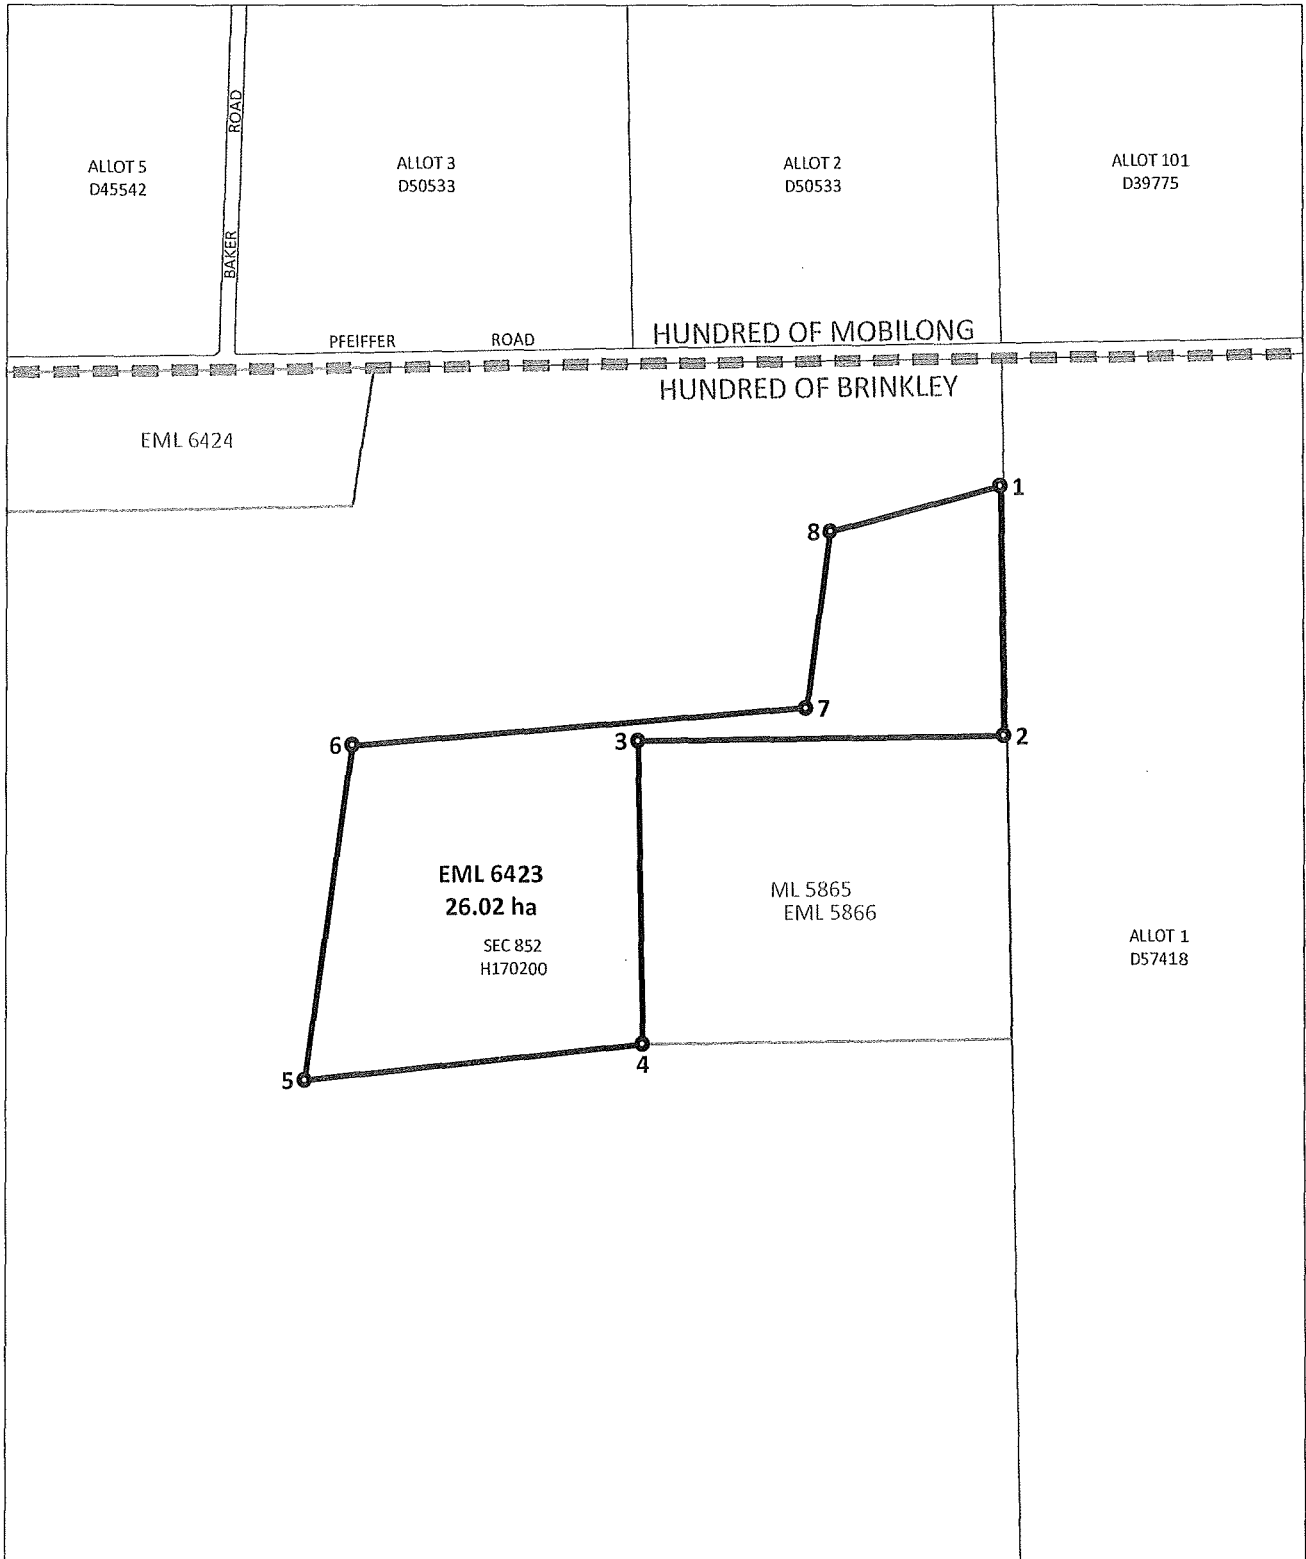 ROAD
BAKER
ALLOT 5
D45542
ALLOT 3
D50533
ALLOT 2
D50533
ALLOT 101
D39775
PFEIFFER ROAD
HUNDRED OF MOBILONG
HUNDRED OF BRINKLEY
EML 6424
1
8
7
2
6
3
EML 6423
26.02 ha
SEC 852
H170200
ML 5865
EML 5866
ALLOT 1
D57418
4
5